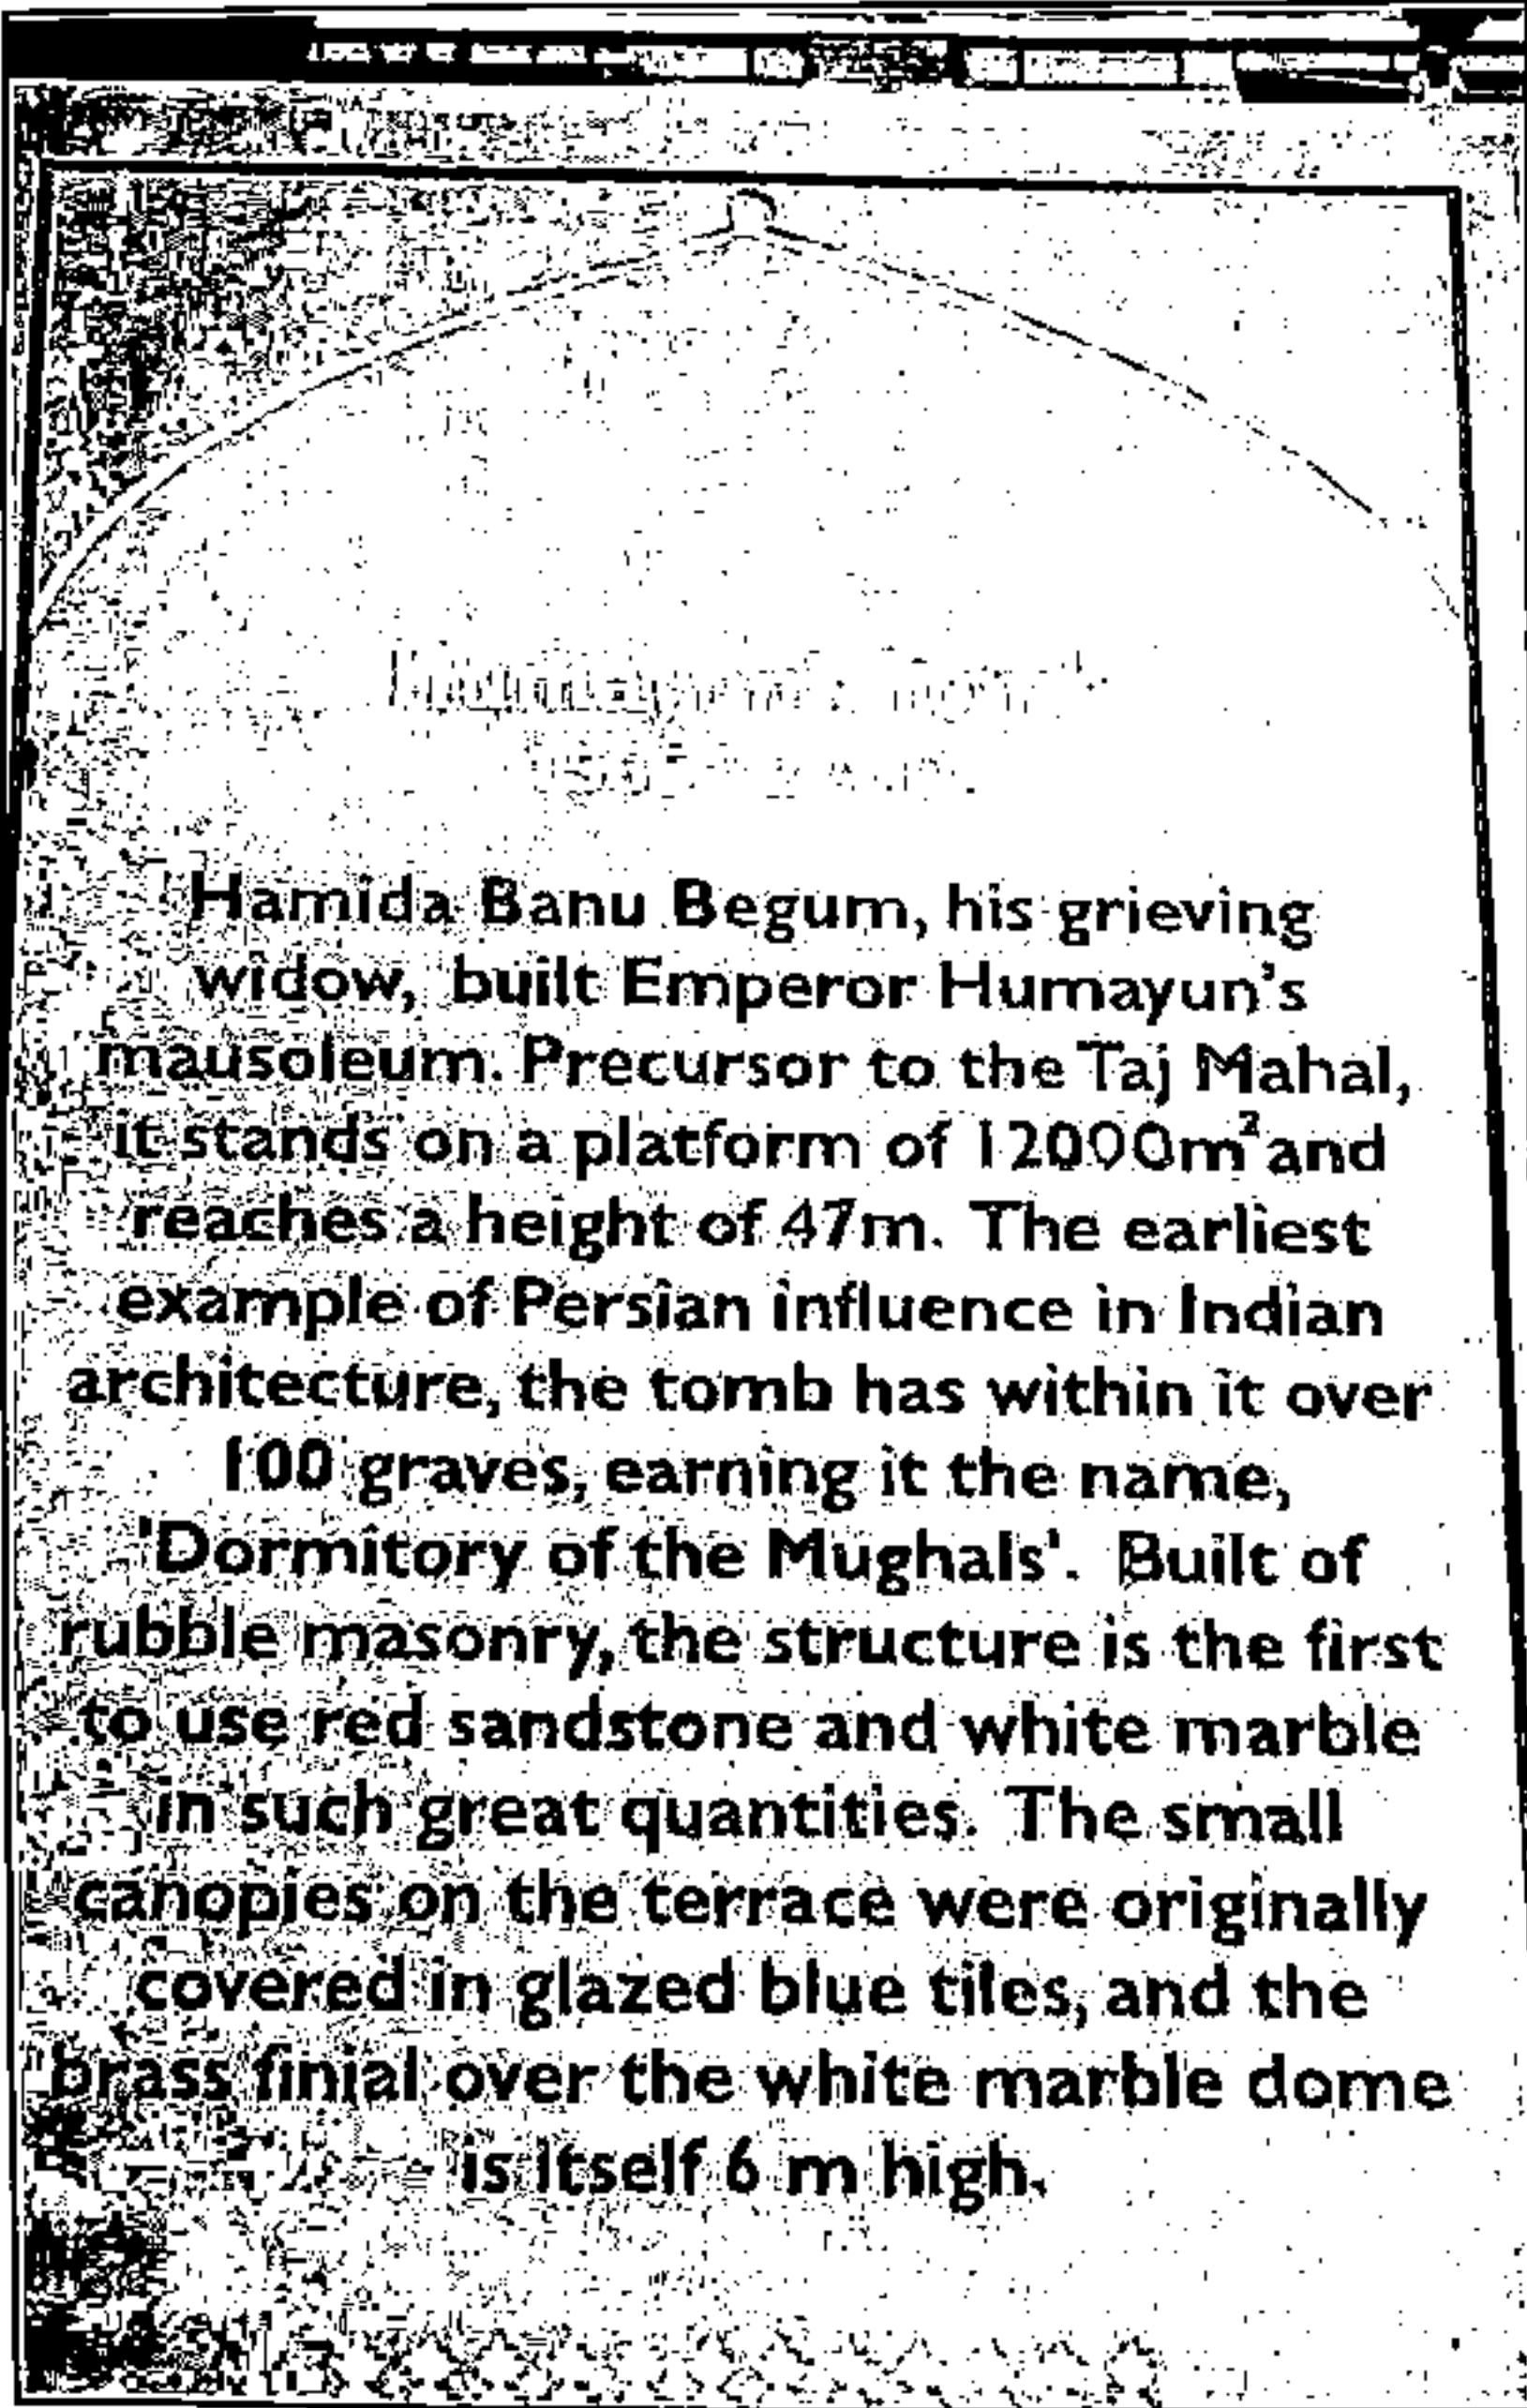 Hamida Banu Begum, his grieving
widow, built Emperor Humayun's
mausoleum. Precursor to the Taj Mahal,
it stands on a platform of 12000m² and
reaches a height of 47m. The earliest
example of Persian influence in Indian
architecture, the tomb has within it over
100 graves, earning it the name,
'Dormitory of the Mughals'. Built of
rubble masonry, the structure is the first
to use red sandstone and white marble
in such great quantities. The small
canopies on the terrace were originally
covered in glazed blue tiles, and the
brass finial over the white marble dome
is itself 6 m high.